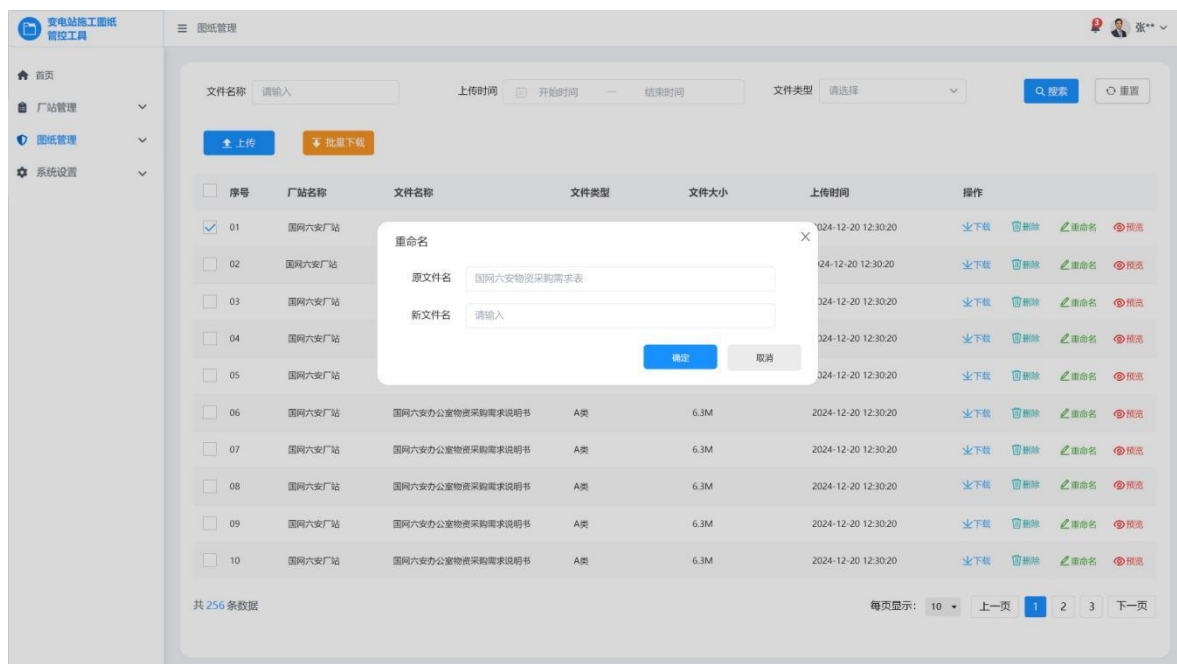 变电站施工图纸
管控工具
图纸管理
3
张**
首页
厂站管理
图纸管理
系统设置
文件名称 请输入 上传时间 开始时间 — 结束时间 文件类型 请选择 搜索 重置
上传 批量下载
序号 厂站名称 文件名称 文件类型 文件大小 上传时间 操作
01 国网六安厂站 2024-12-20 12:30:20 下载 删除 重命名 预览
02 国网六安厂站 24-12-20 12:30:20 下载 删除 重命名 预览
03 国网六安厂站 2024-12-20 12:30:20 下载 删除 重命名 预览
04 国网六安厂站 2024-12-20 12:30:20 下载 删除 重命名 预览
05 国网六安厂站 2024-12-20 12:30:20 下载 删除 重命名 预览
重命名
原文件名 国网六安物资采购需求表
新文件名 请输入
确定 取消
06 国网六安厂站 国网六安办公室物资采购需求说明书 A类 6.3M 2024-12-20 12:30:20 下载 删除 重命名 预览
07 国网六安厂站 国网六安办公室物资采购需求说明书 A类 6.3M 2024-12-20 12:30:20 下载 删除 重命名 预览
08 国网六安厂站 国网六安办公室物资采购需求说明书 A类 6.3M 2024-12-20 12:30:20 下载 删除 重命名 预览
09 国网六安厂站 国网六安办公室物资采购需求说明书 A类 6.3M 2024-12-20 12:30:20 下载 删除 重命名 预览
10 国网六安厂站 国网六安办公室物资采购需求说明书 A类 6.3M 2024-12-20 12:30:20 下载 删除 重命名 预览
共 256 条数据 每页显示: 10 上一页 1 2 3 下一页